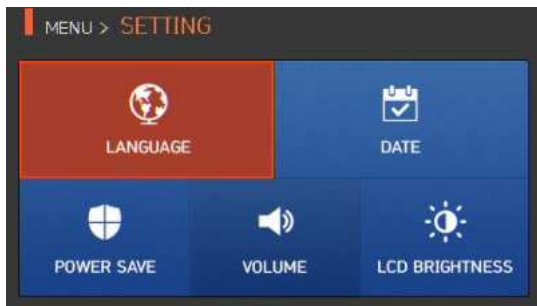 MENU > SETTING
LANGUAGE
DATE
POWER SAVE
VOLUME
LCD BRIGHTNESS